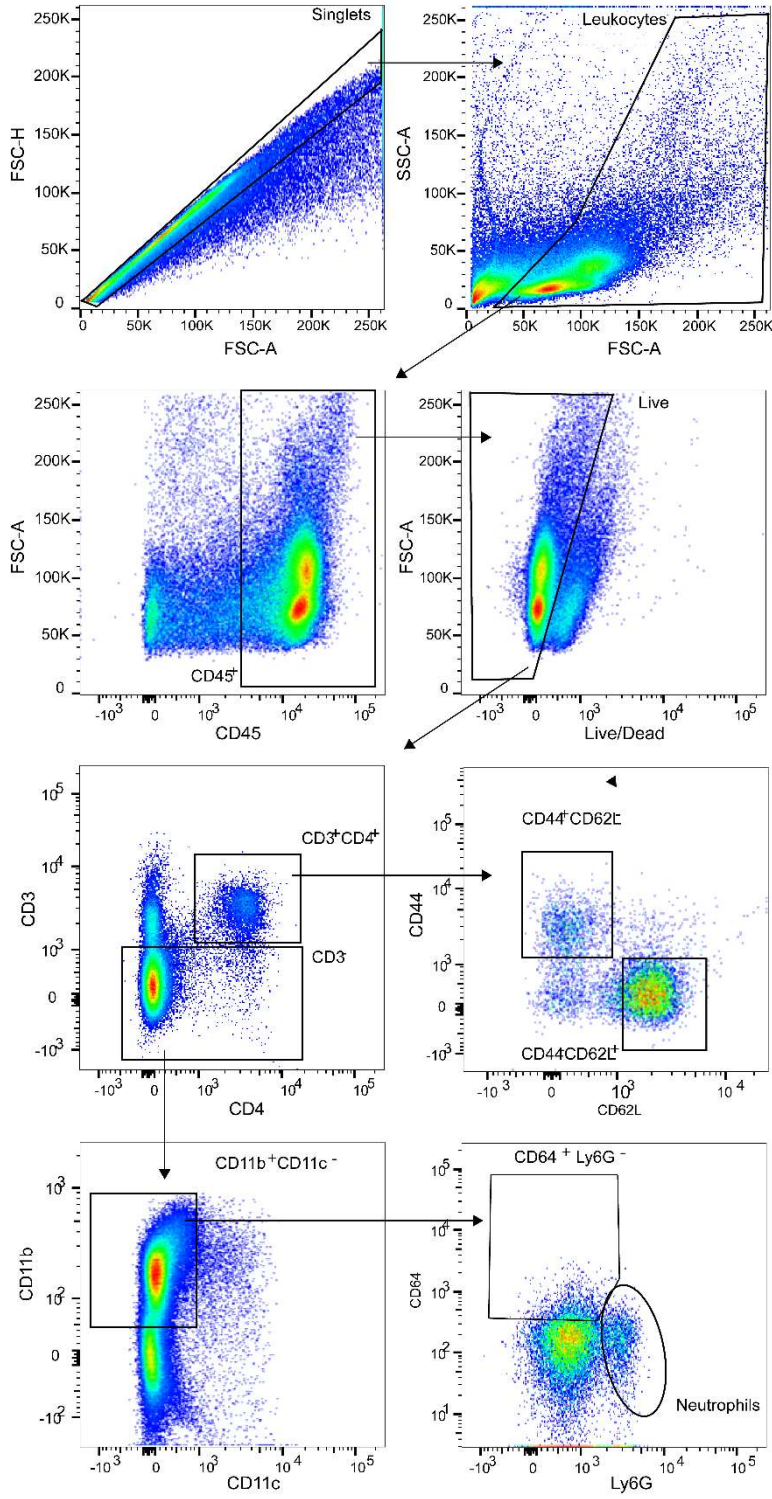 Singlets
250K
200K
150K
100K
50K
0
FSC-H
0 50K 100K 150K 200K 250K
FSC-A
Leukocytes
250K
200K
150K
100K
50K
0
SSC-A
50K 100K 150K 200K 250K
FSC-A
250K
200K
150K
100K
50K
0
FSC-A
CD45+
-10³ 0 10³ 10⁴ 10⁵
CD45
Live
250K
200K
150K
100K
50K
0
FSC-A
-10³ 0 10³ 10⁴ 10⁵
Live/Dead
10⁵
10⁴
10³
0
-10³
CD3
CD3+CD4+
CD3-
-10³ 0 10³ 10⁴ 10⁵
CD4
CD44+CD62L-
10⁵
10⁴
10³
0
-10³
CD44
CD44-CD62L+
-10³ 0 10³ 10⁴
CD62L
CD11b+CD11c-
10³
10²
0
-10²
CD11b
-10³ 0 10³ 10⁴ 10⁵
CD11c
CD64+ Ly6G-
10⁵
10⁴
10³
10²
10¹
CD64
Neutrophils
-10³ 0 10³ 10⁴ 10⁵
Ly6G